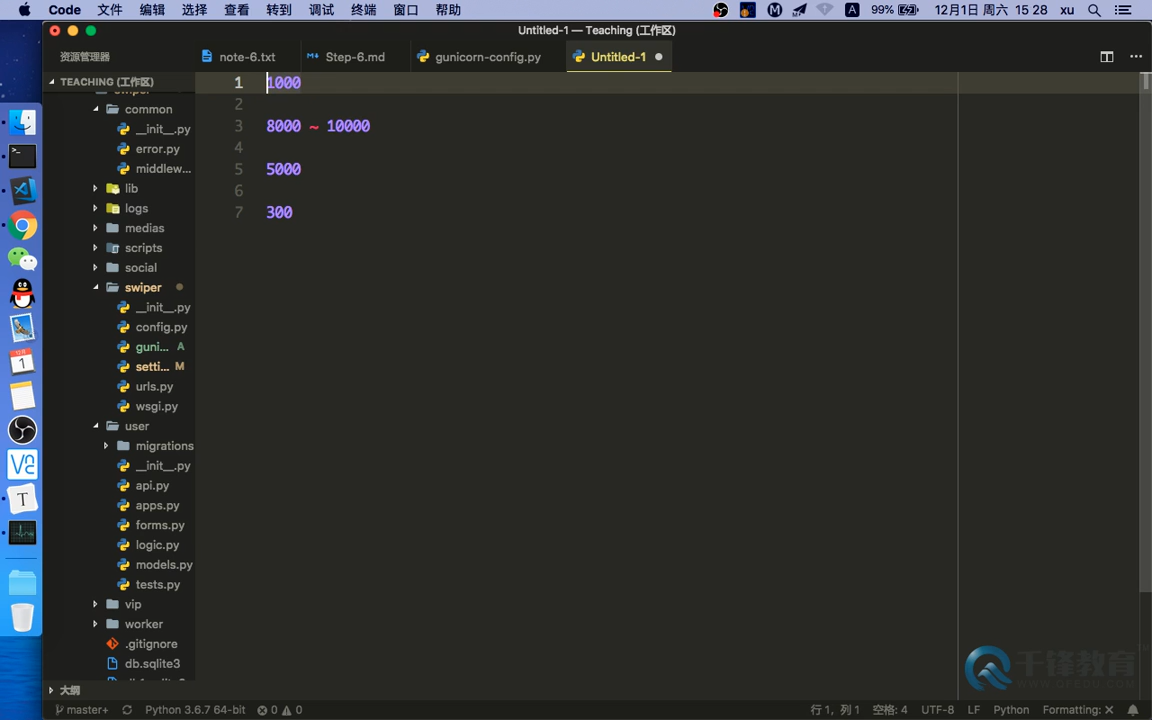 Code 文件 编辑 选择 查看 转到 调试 终端 窗口 帮助 99% 12月1日 周六 15 28 xu
Untitled-1 — Teaching (工作区)
资源管理器 note-6.txt Step-6.md gunicorn-config.py Untitled-1
TEACHING (工作区)
common
__init__.py
error.py
middlew...
lib
logs
medias
scripts
social
swiper
__init__.py
config.py
guni... A
setti... M
urls.py
wsgi.py
user
migrations
__init__.py
api.py
apps.py
forms.py
logic.py
models.py
tests.py
vip
worker
.gitignore
db.sqlite3
大纲
1 1000
2
3 8000 ~ 10000
4
5 5000
6
7 300
千锋教育
WWW.QFEDU.COM
master+ Python 3.6.7 64-bit 0 0 行 1，列 1 空格: 4 UTF-8 LF Python Formatting: ×